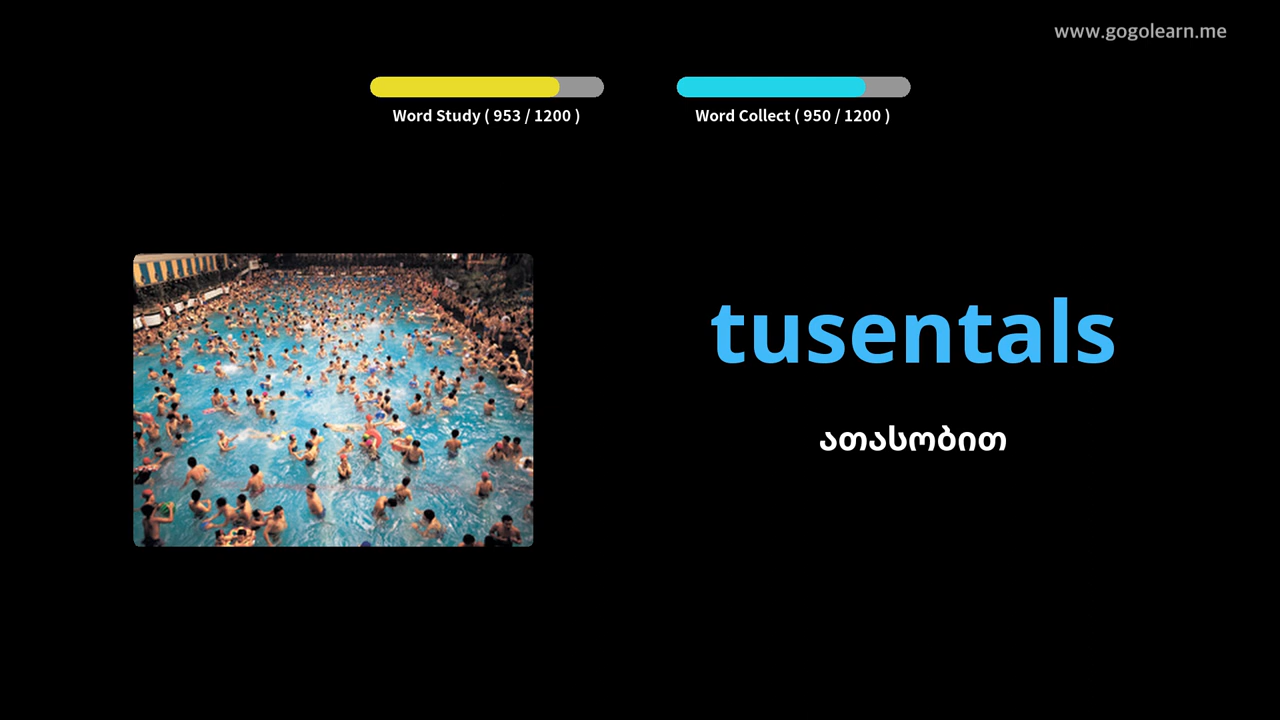 www.gogolearn.me
Word Study ( 953 / 1200 )
Word Collect ( 950 / 1200 )
tusentals
ათასობით